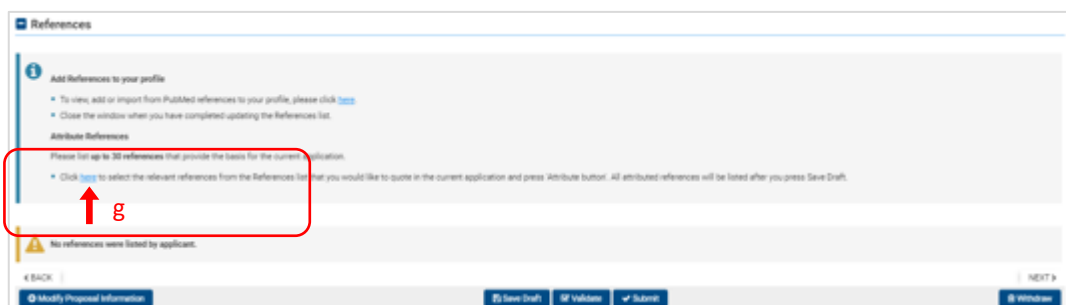 References
Add References to your profile
To view, add or import from PubMed references to your profile, please click here.
Close the window when you have completed updating the References list.
Attribute References
Please list up to 30 references that provide the basis for the current application.
Click here to select the relevant references from the References list that you would like to quote in the current application and press 'Attribute button'. All attributed references will be listed after you press Save Draft.
g
No references were listed by applicant.
BACK
NEXT
Modify Proposal Information
Save Draft
Validate
Submit
Withdraw